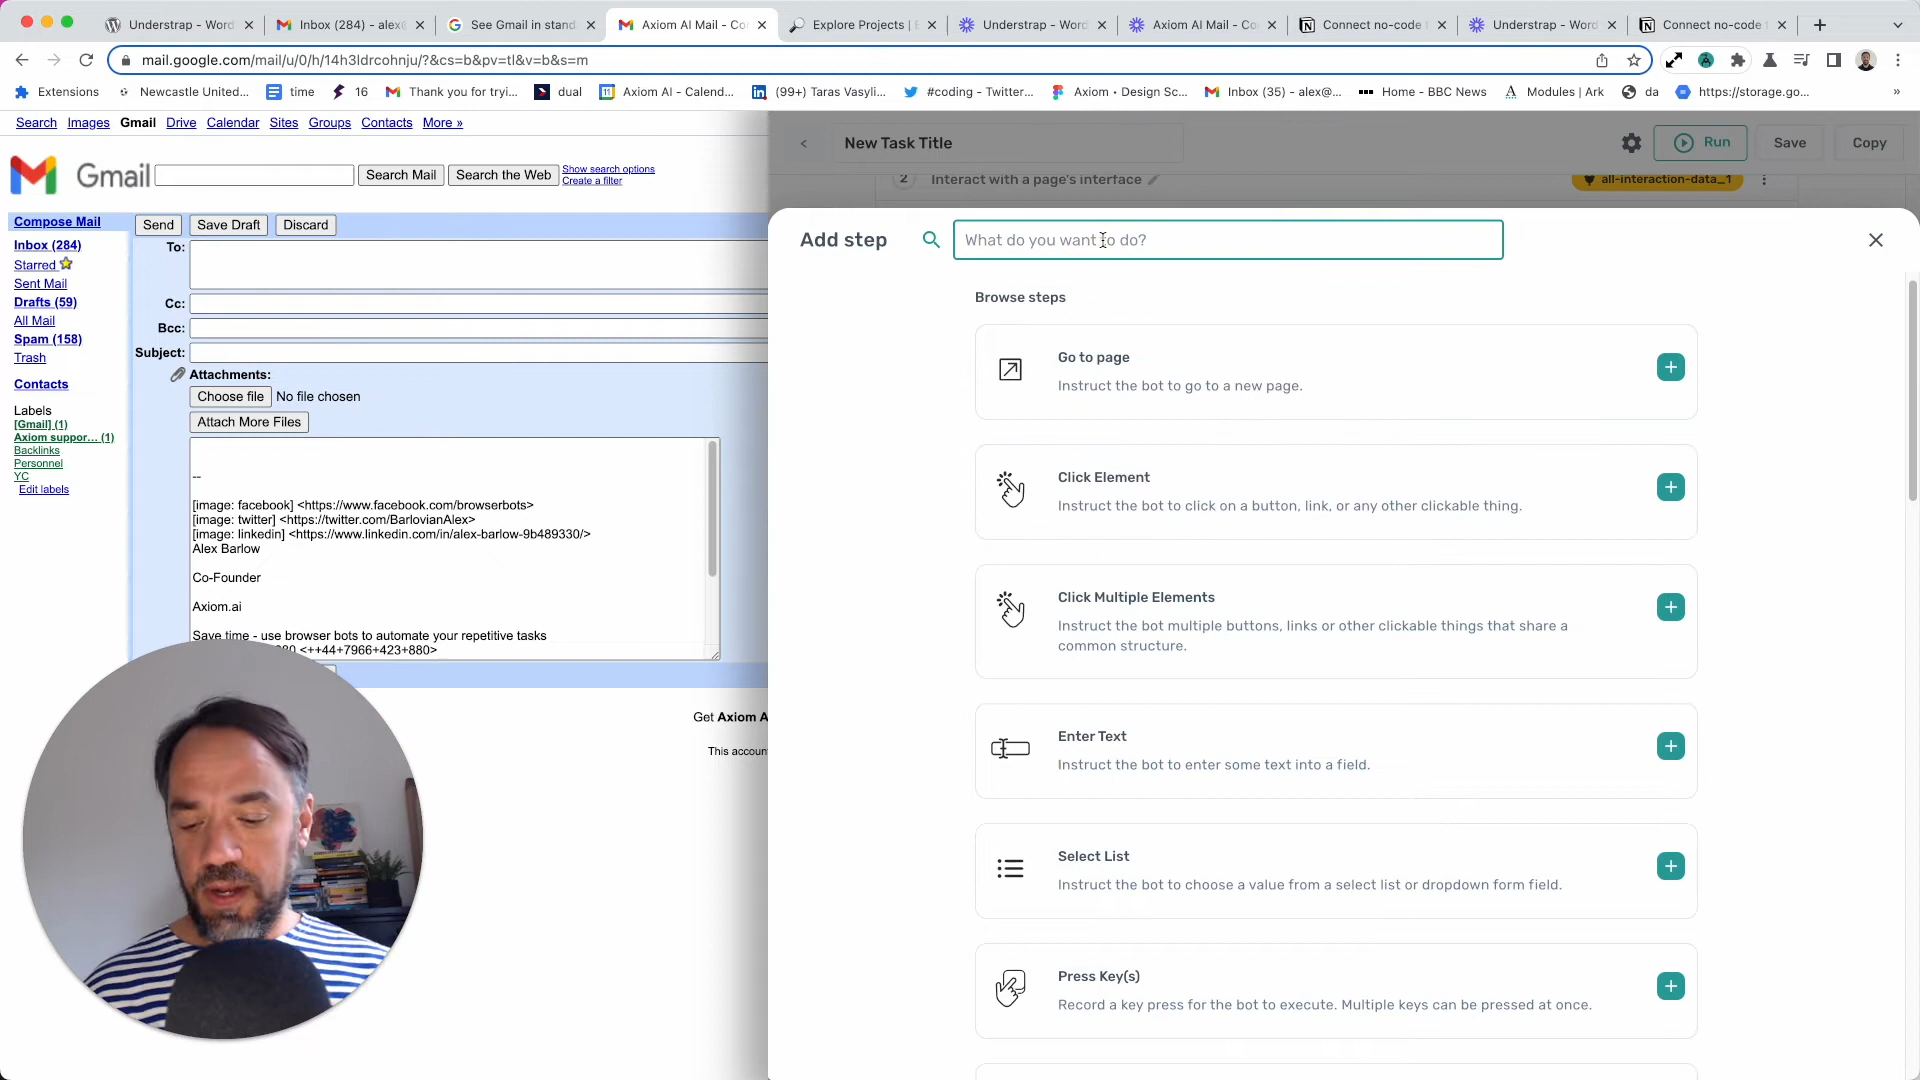 Understrap - Word
Inbox (284) - alex@
See Gmail in stand
Axiom AI Mail - Co
Explore Projects | B
Understrap - Word
Axiom AI Mail - Co
Connect no-code
Understrap - Word
Connect no-code
mail.google.com/mail/u/0/h/14h3ldrcohnju/?&cs=b&pv=tl&v=b&s=m
Extensions
Newcastle United...
time
16
Thank you for tryi...
dual
Axiom AI - Calend...
(99+) Taras Vasyli...
#coding - Twitter...
Axiom • Design Sc...
Inbox (35) - alex@...
Home - BBC News
Modules | Ark
da
https://storage.go...
»
Search Images Gmail Drive Calendar Sites Groups Contacts More »
Gmail
Search Mail
Search the Web
Show search options
Create a filter
Compose Mail
Inbox (284)
Starred
Sent Mail
Drafts (59)
All Mail
Spam (158)
Trash
Contacts
Labels
[Gmail] (1)
Axiom suppor... (1)
Backlinks
Personnel
YC
Edit labels
Send
Save Draft
Discard
To:
Cc:
Bcc:
Subject:
Attachments:
Choose file No file chosen
Attach More Files
--
[image: facebook] <https://www.facebook.com/browserbots>
[image: twitter] <https://twitter.com/BarlovianAlex>
[image: linkedin] <https://www.linkedin.com/in/alex-barlow-9b489330/>
Alex Barlow
Co-Founder
Axiom.ai
Save time - use browser bots to automate your repetitive tasks
<++44+7966+423+880>
Get Axiom A
This accoun
New Task Title
Run
Save
Copy
2 Interact with a page's interface
all-interaction-data_1
Add step
What do you want to do?
Browse steps
Go to page
Instruct the bot to go to a new page.
Click Element
Instruct the bot to click on a button, link, or any other clickable thing.
Click Multiple Elements
Instruct the bot multiple buttons, links or other clickable things that share a
common structure.
Enter Text
Instruct the bot to enter some text into a field.
Select List
Instruct the bot to choose a value from a select list or dropdown form field.
Press Key(s)
Record a key press for the bot to execute. Multiple keys can be pressed at once.